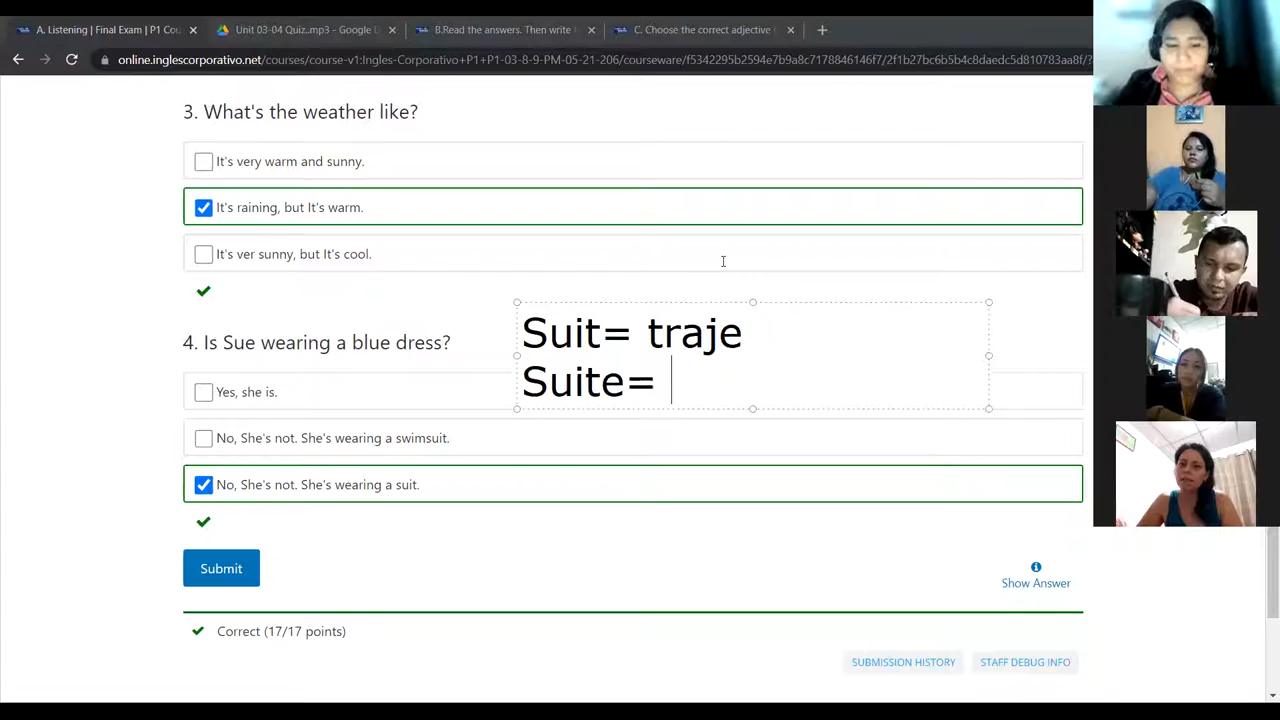 A. Listening | Final Exam | P1 Cou
Unit 03-04 Quiz..mp3 - Google D
B.Read the answers. Then write
C. Choose the correct adjective
online.inglescorporativo.net/courses/course-v1:Ingles-Corporativo+P1+P1-03-8-9-PM-05-21-206/courseware/f5342295b2594e7b9a8c7178846146f7/2f1b27bc6b5b4c8daedc5d810783aa8f/?
3. What's the weather like?
It's very warm and sunny.
It's raining, but It's warm.
It's ver sunny, but It's cool.
Suit= traje
Suite=
4. Is Sue wearing a blue dress?
Yes, she is.
No, She's not. She's wearing a swimsuit.
No, She's not. She's wearing a suit.
Submit
Show Answer
Correct (17/17 points)
SUBMISSION HISTORY
STAFF DEBUG INFO